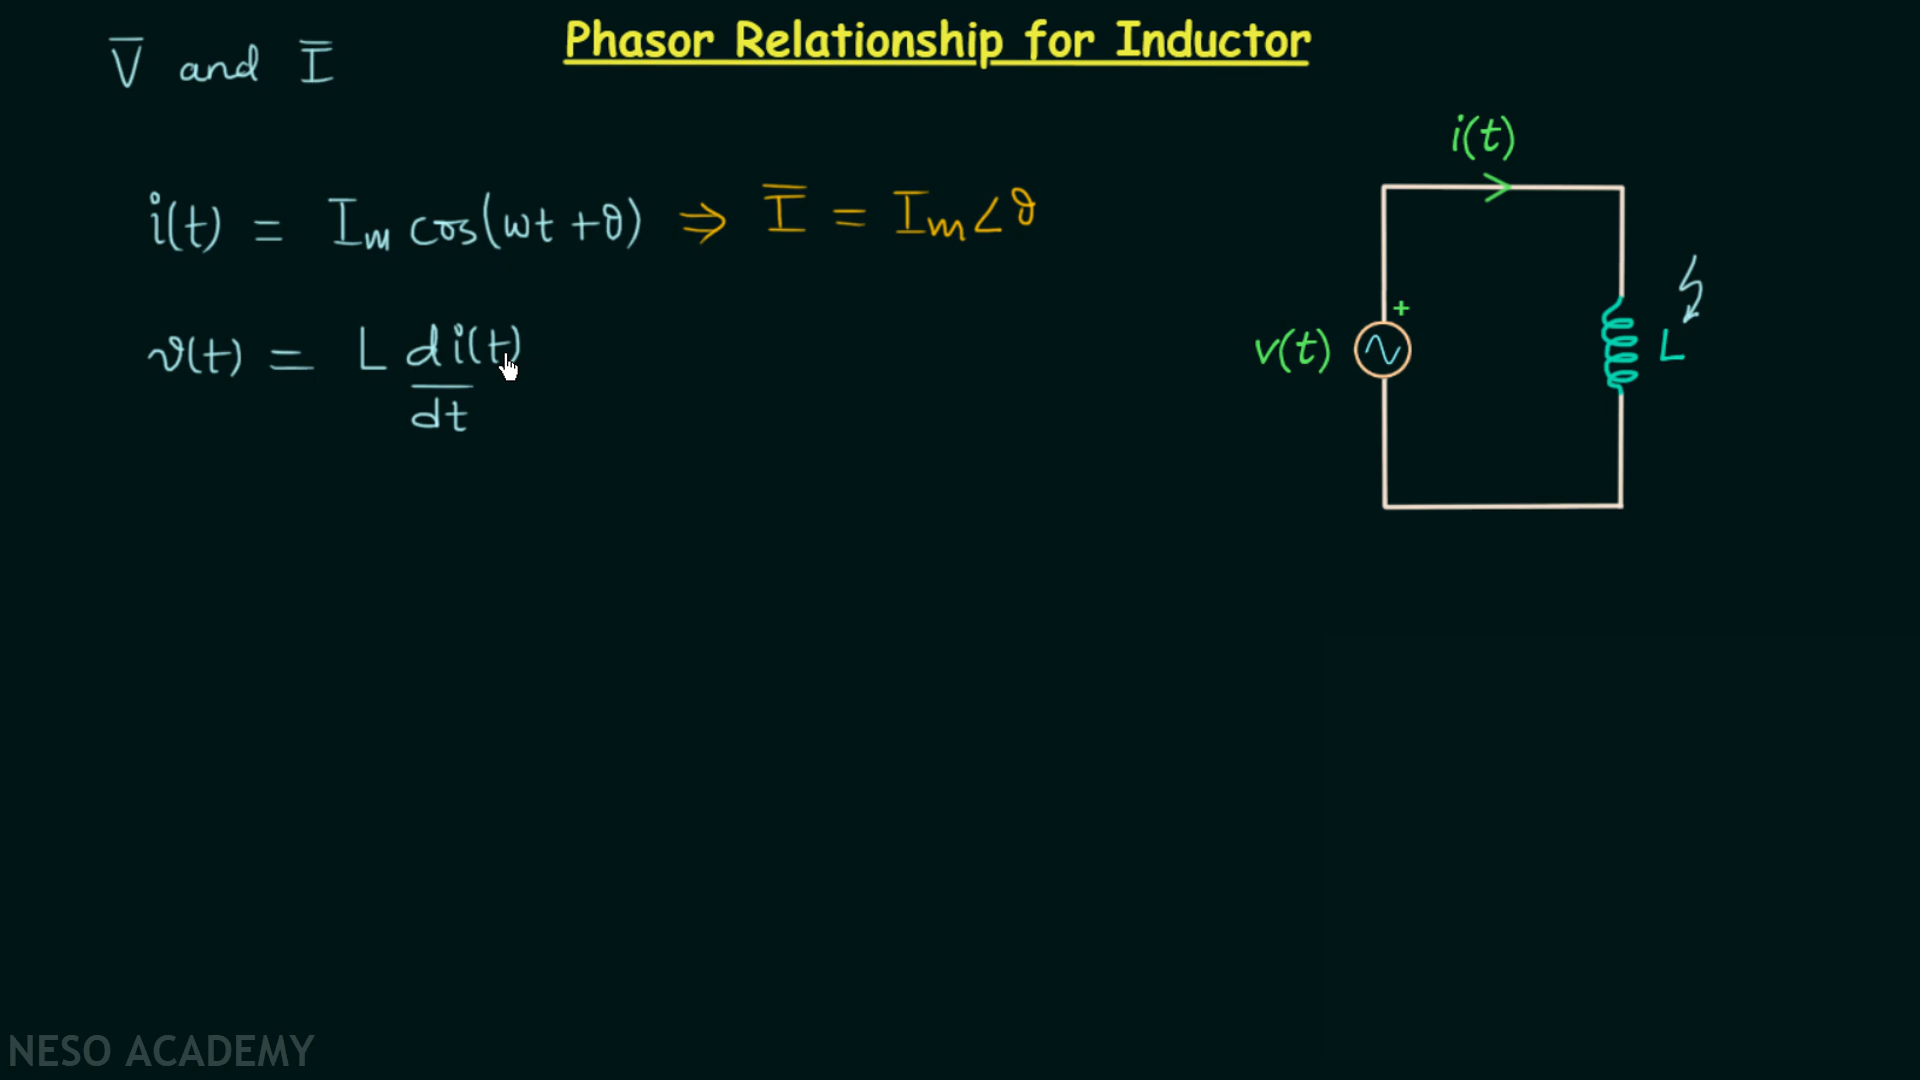 Phasor Relationship for Inductor
V̅ and I̅
i(t) = Im cos(ωt + θ) ⇒ I̅ = Im∠θ
v(t) = L di(t)
dt
i(t)
+
v(t)
L
NESO ACADEMY